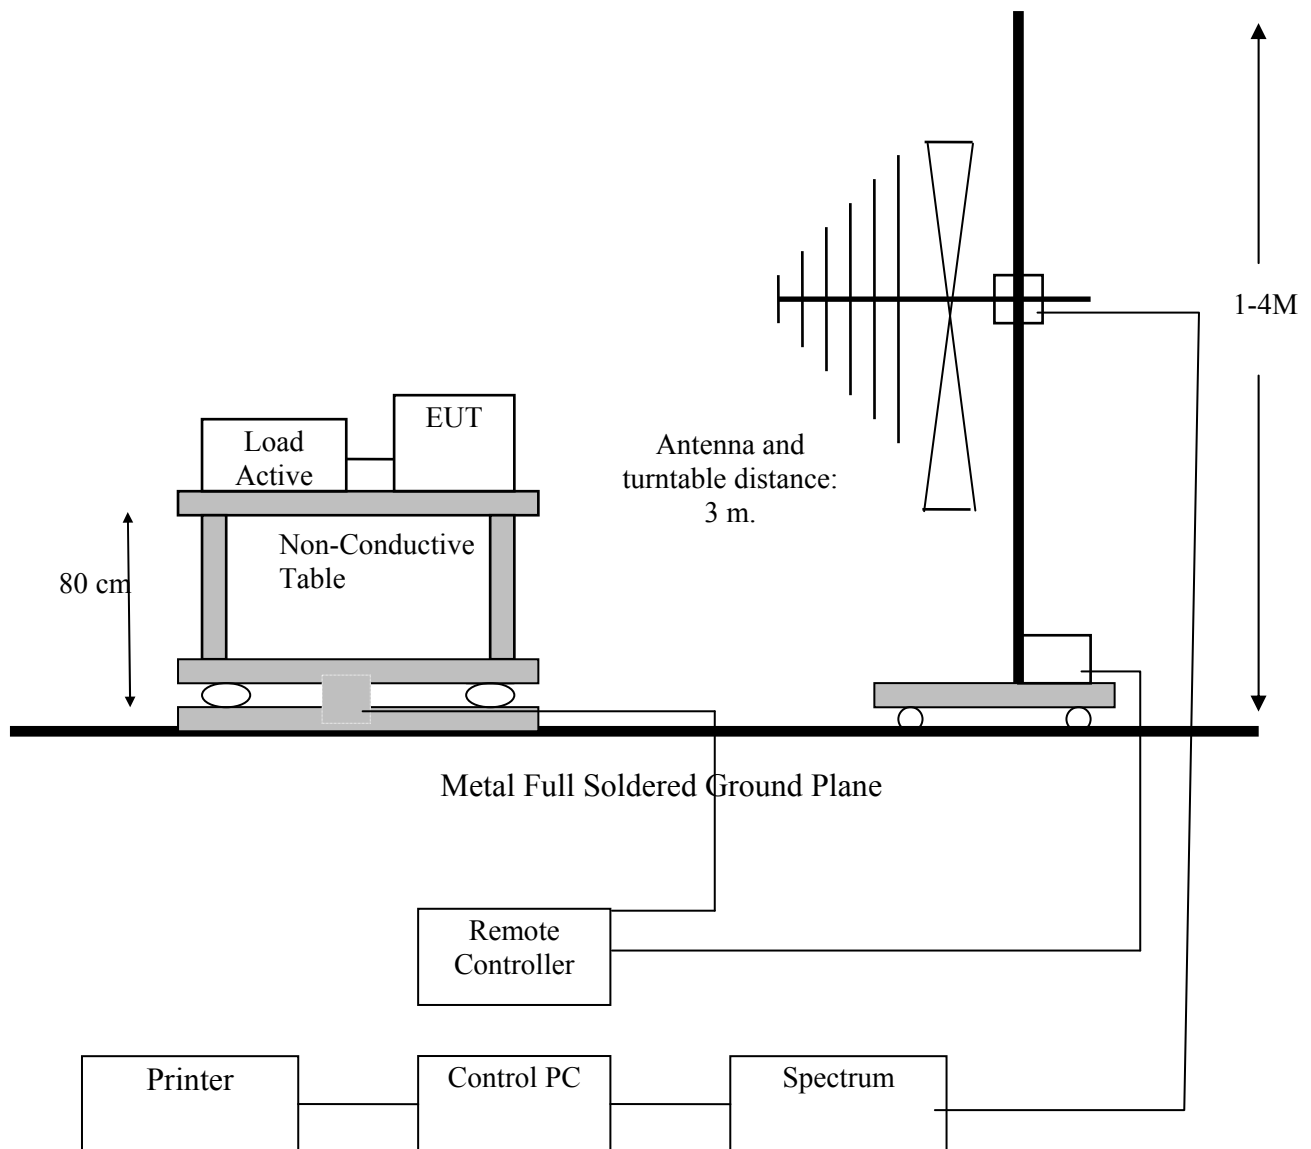 1-4M
EUT
Load
Active
Antenna and
turntable distance:
3 m.
Non-Conductive
Table
80 cm
Metal Full Soldered Ground Plane
Remote
Controller
Printer
Control PC
Spectrum